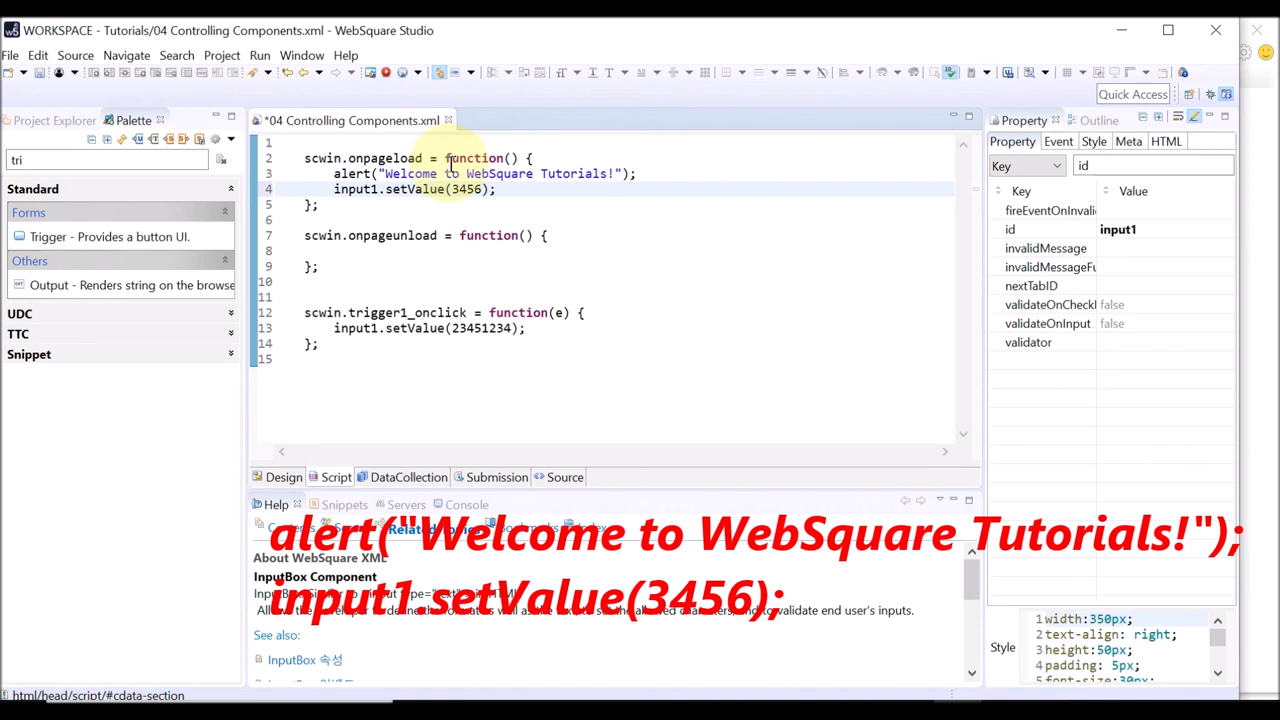 WORKSPACE - Tutorials/04 Controlling Components.xml - WebSquare Studio
File Edit Source Navigate Search Project Run Window Help
Quick Access
Project Explorer Palette
*04 Controlling Components.xml
Property Outline
tri
Property Event Style Meta HTML
Key id
Standard
Forms
Trigger - Provides a button UI.
Others
Output - Renders string on the browse
UDC
TTC
Snippet
1
2 scwin.onpageload = function() {
3 alert("Welcome to WebSquare Tutorials!");
4 input1.setValue(3456);
5 };
6
7 scwin.onpageunload = function() {
8
9 };
10
11
12 scwin.trigger1_onclick = function(e) {
13 input1.setValue(23451234);
14 };
15
Key Value
fireEventOnInvali
id input1
invalidMessage
invalidMessageFu
nextTabID
validateOnCheckI false
validateOnInput false
validator
Design Script DataCollection Submission Source
Help Snippets Servers Console
alert("Welcome to WebSquare Tutorials!");
input1.setValue(3456);
About WebSquare XML
InputBox Component
See also:
InputBox 속성
Style
1 width:350px;
2 text-align: right;
3 height:50px;
4 padding: 5px;
5 font-size:30px;
html/head/script/#cdata-section